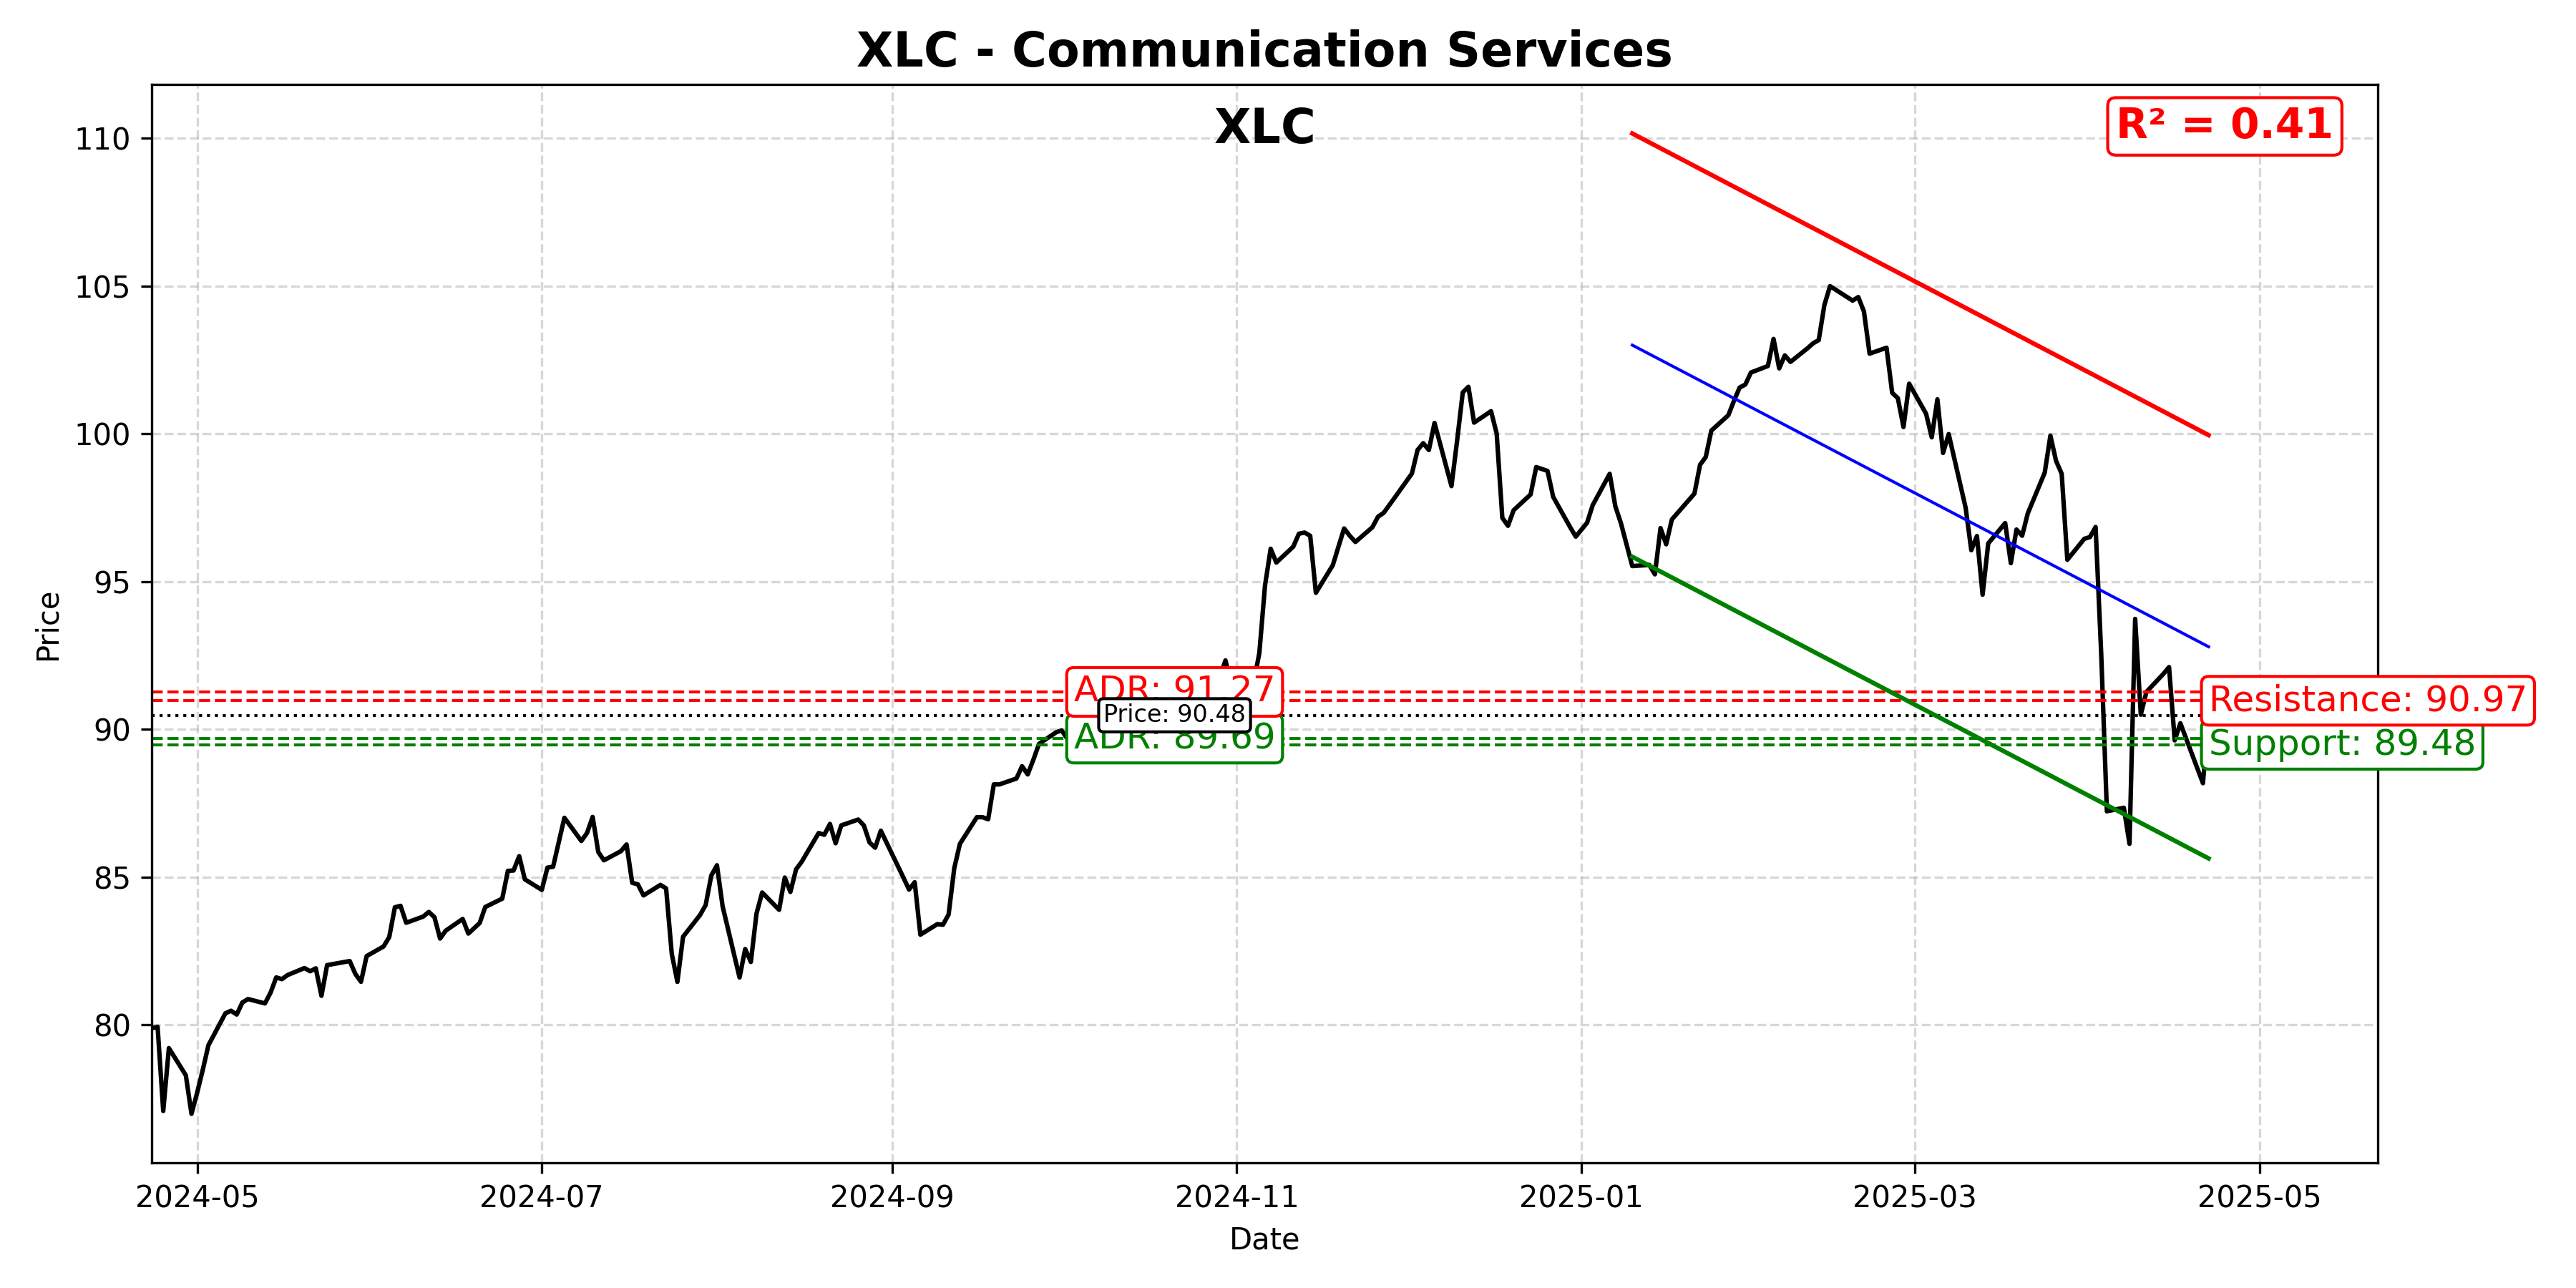 XLC - Communication Services
XLC
R² = 0.41
110
105
100
95
90
85
80
Price
ADR: 91.27
Price: 90.48
ADR: 89.69
Resistance: 90.97
Support: 89.48
2024-05
2024-07
2024-09
2024-11
2025-01
2025-03
2025-05
Date